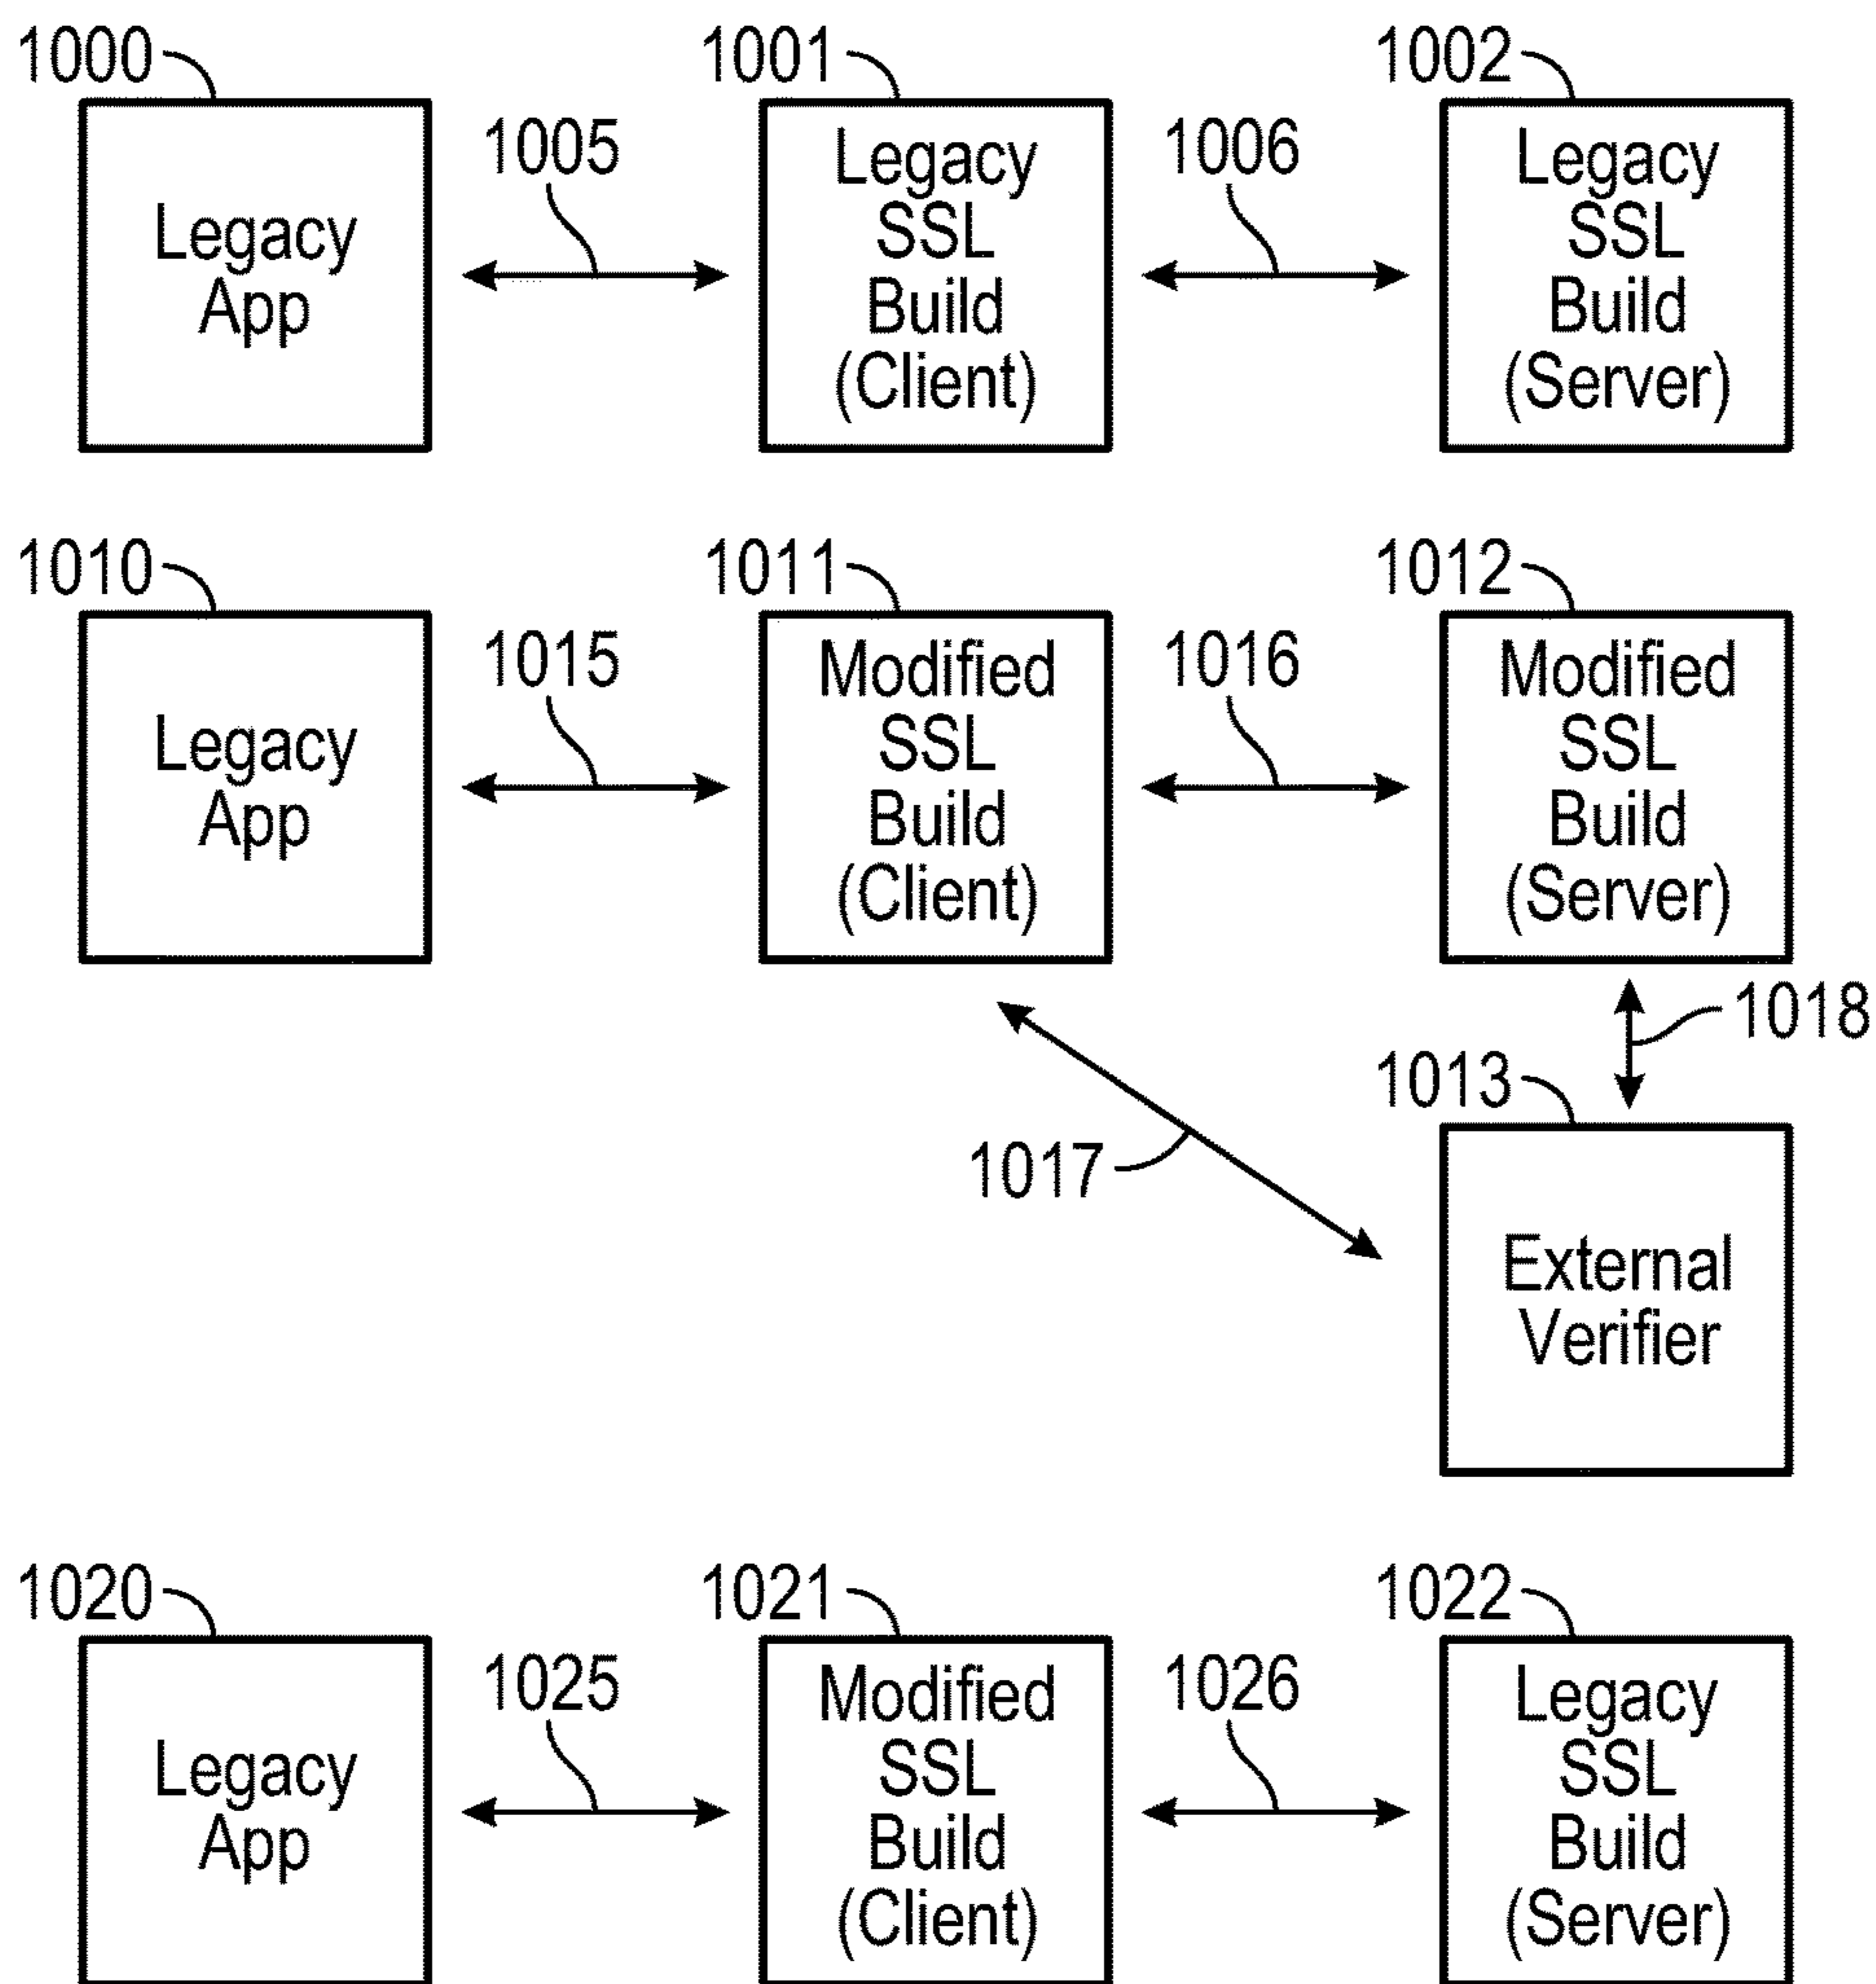 1000
1001
1002
1005
1006
Legacy
App
Legacy
SSL
Build
(Client)
Legacy
SSL
Build
(Server)
1010
1011
1012
1015
1016
Legacy
App
Modified
SSL
Build
(Client)
Modified
SSL
Build
(Server)
1018
1013
1017
External
Verifier
1020
1021
1022
1025
1026
Legacy
App
Modified
SSL
Build
(Client)
Legacy
SSL
Build
(Server)